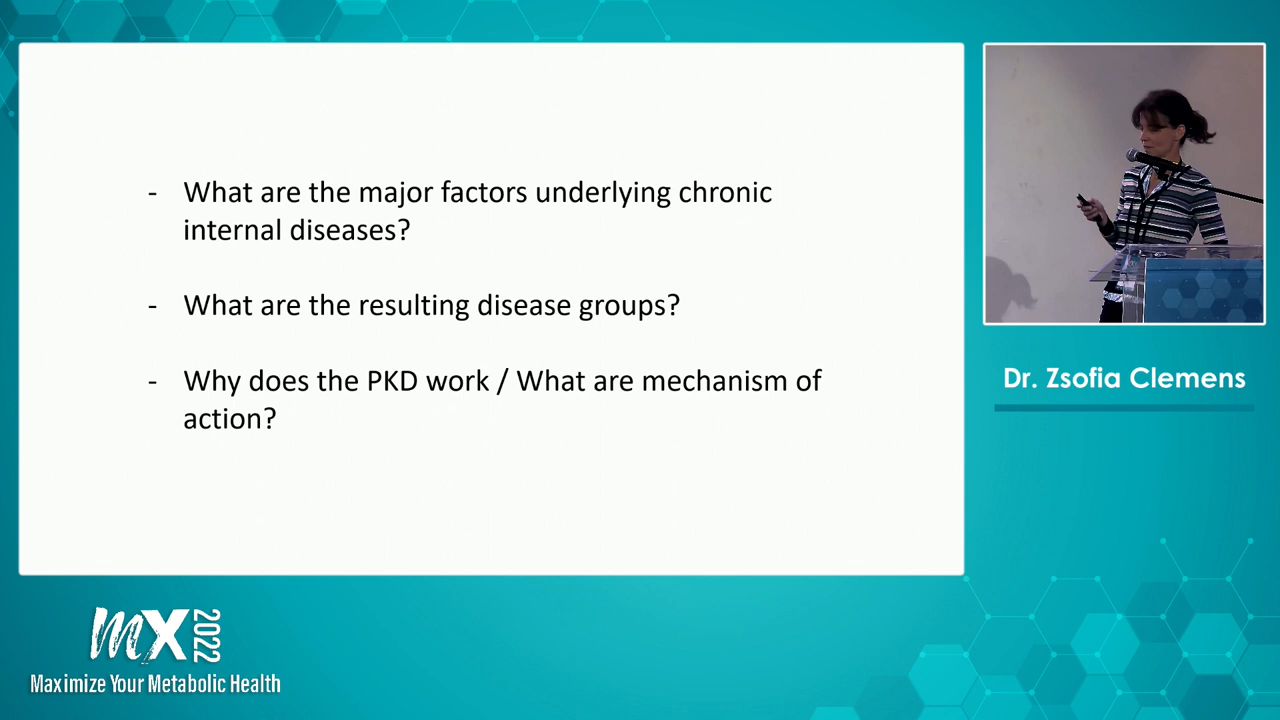 - What are the major factors underlying chronic
internal diseases?
- What are the resulting disease groups?
- Why does the PKD work / What are mechanism of
action?
Dr. Zsofia Clemens
mx 2022
Maximize Your Metabolic Health